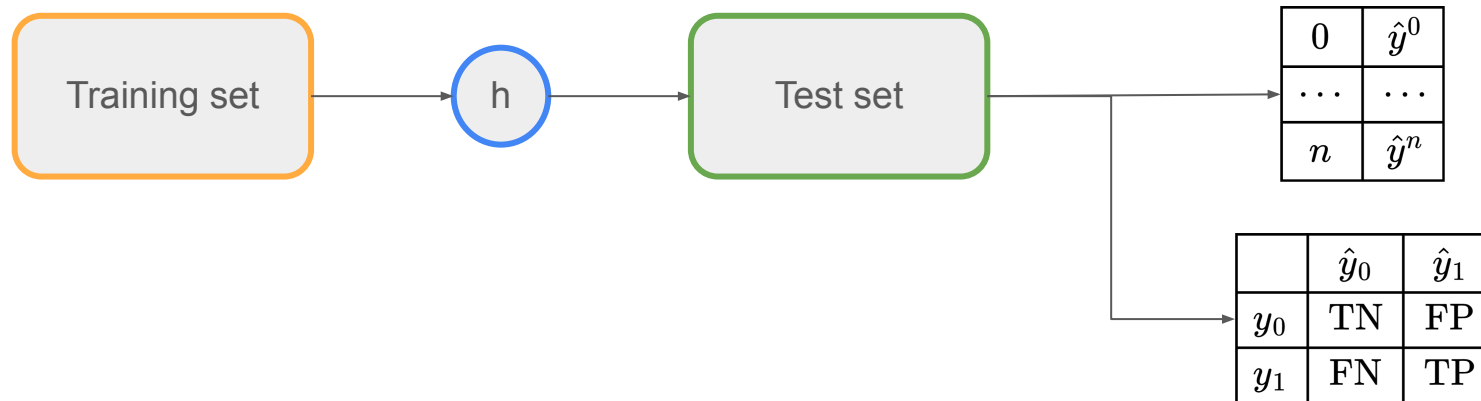 Training set
h
Test set
0 ŷ⁰
⋯ ⋯
n ŷⁿ
ŷ₀ ŷ₁
y₀ TN FP
y₁ FN TP